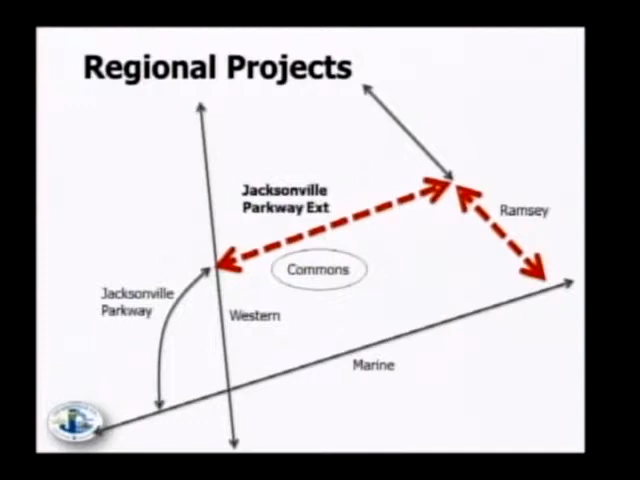 Regional Projects
Jacksonville
Parkway Ext
Ramsey
Commons
Jacksonville
Parkway
Western
Marine